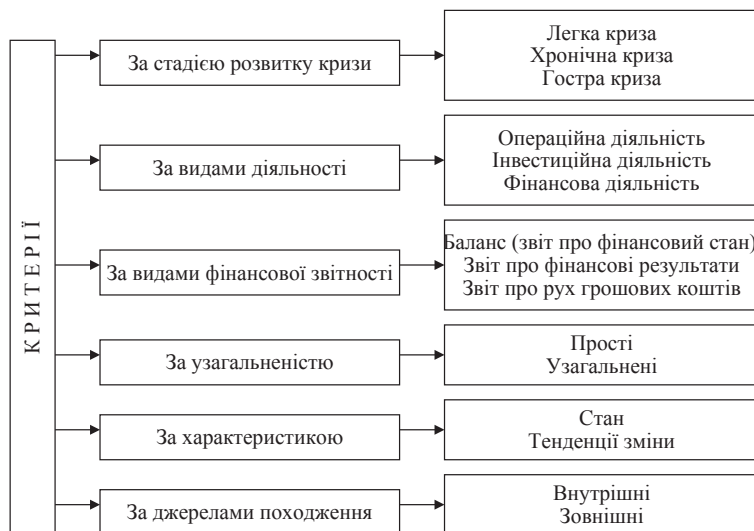 КРИТЕРІЇ
За стадією розвитку кризи
Легка криза
Хронічна криза
Гостра криза
За видами діяльності
Операційна діяльність
Інвестиційна діяльність
Фінансова діяльність
За видами фінансової звітності
Баланс (звіт про фінансовий стан)
Звіт про фінансові результати
Звіт про рух грошових коштів
За узагальненістю
Прості
Узагальнені
За характеристикою
Стан
Тенденції зміни
За джерелами походження
Внутрішні
Зовнішні